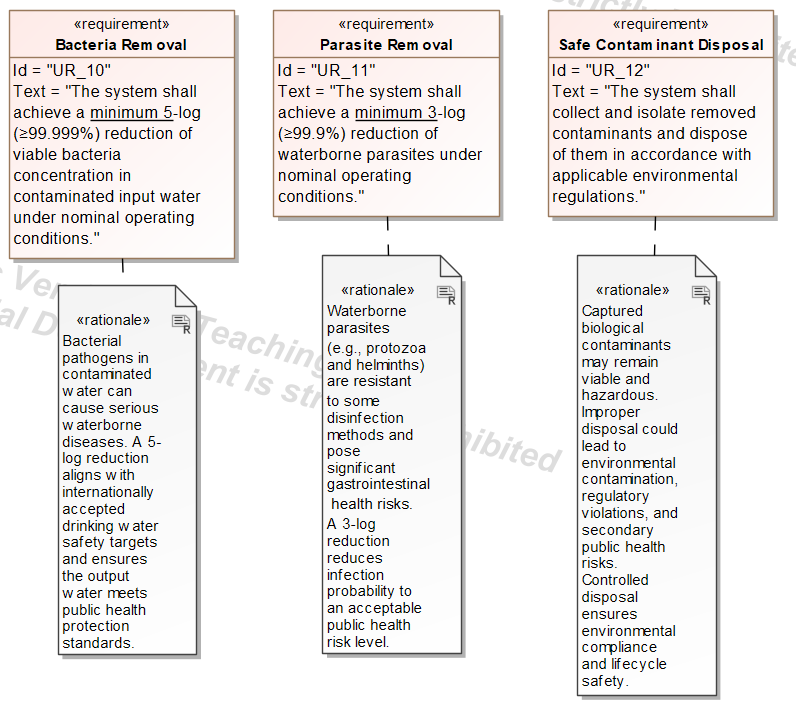 «requirement»
Bacteria Removal
Id = "UR_10"
Text = "The system shall
achieve a minimum 5-log
(≥99.999%) reduction of
viable bacteria
concentration in
contaminated input water
under nominal operating
conditions."
«rationale»
Bacterial
pathogens in
contaminated
water can
cause serious
waterborne
diseases. A 5-
log reduction
aligns with
internationally
accepted
drinking water
safety targets
and ensures
the output
water meets
public health
protection
standards.
«requirement»
Parasite Removal
Id = "UR_11"
Text = "The system shall
achieve a minimum 3-log
(≥99.9%) reduction of
waterborne parasites under
nominal operating
conditions."
«rationale»
Waterborne
parasites
(e.g., protozoa
and helminths)
are resistant
to some
disinfection
methods and
pose
significant
gastrointestinal
health risks.
A 3-log
reduction
reduces
infection
probability to
an acceptable
public health
risk level.
«requirement»
Safe Contaminant Disposal
Id = "UR_12"
Text = "The system shall
collect and isolate removed
contaminants and dispose
of them in accordance with
applicable environmental
regulations."
«rationale»
Captured
biological
contaminants
may remain
viable and
hazardous.
Improper
disposal could
lead to
environmental
contamination,
regulatory
violations, and
secondary
public health
risks.
Controlled
disposal
ensures
environmental
compliance
and lifecycle
safety.
Teaching
is